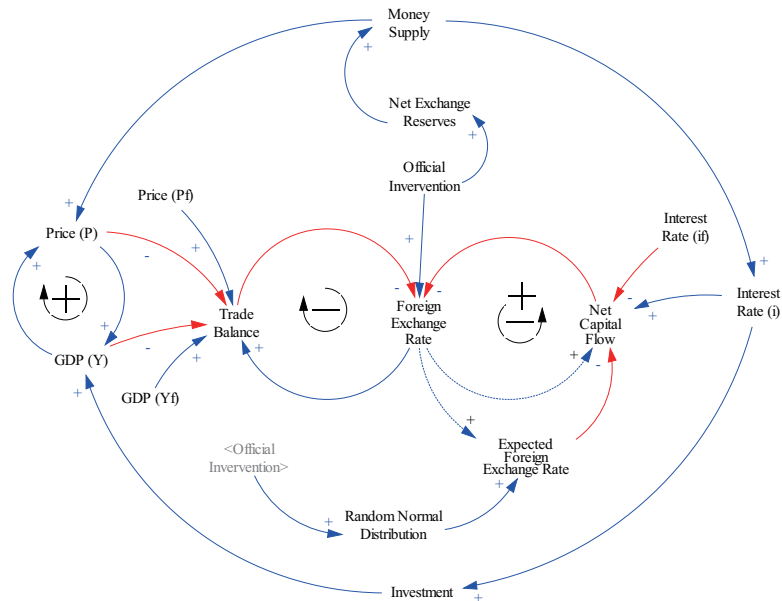 Money
Supply
+
+
Net Exchange
Reserves
+
Official
Invervention
Price (Pf)
+
Price (P)
Interest
Rate (if)
+
-
+
+
+
+
-
-
-
+
Interest
Rate (i)
+
Trade
Balance
-
Foreign
Exchange
Rate
+
-
Net
Capital
Flow
+
+
-
+
+
-
GDP (Y)
+
+
GDP (Yf)
+
<Official
Invervention>
Expected
Foreign
Exchange Rate
+
+
Random Normal
Distribution
Investment
+